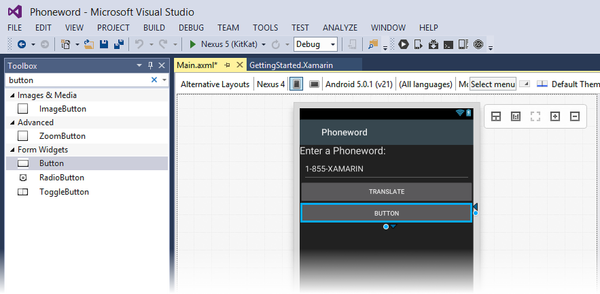 Phoneword - Microsoft Visual Studio
FILE EDIT VIEW PROJECT BUILD DEBUG TEAM TOOLS TEST ANALYZE WINDOW HELP
Nexus 5 (KitKat) Debug
Toolbox
button
Images & Media
ImageButton
Advanced
ZoomButton
Form Widgets
Button
RadioButton
ToggleButton
Main.axml* GettingStarted.Xamarin
Alternative Layouts Nexus 4 Android 5.0.1 (v21) (All languages) Mo Select menu Default Them
Phoneword
Enter a Phoneword:
1-855-XAMARIN
TRANSLATE
BUTTON